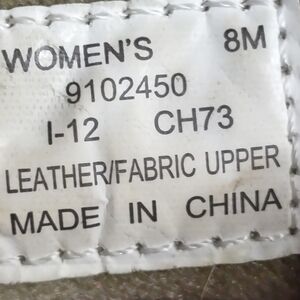 WOMEN'S 8M
9102450
I-12 CH73
LEATHER/FABRIC UPPER
MADE IN CHINA